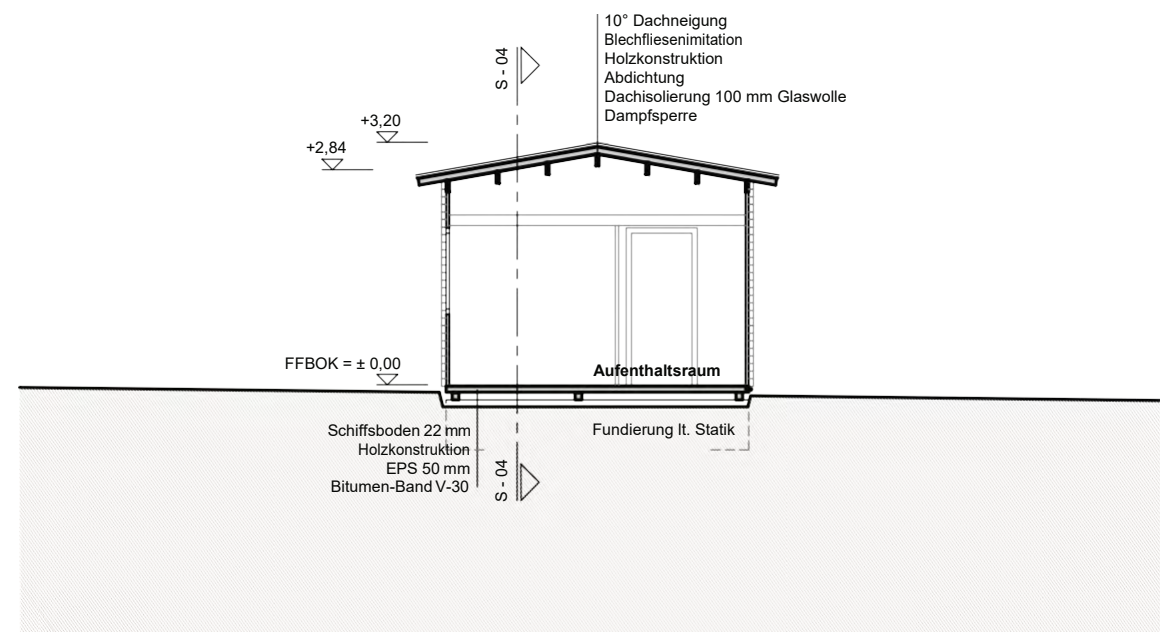 10° Dachneigung
Blechfliesenimitation
Holzkonstruktion
Abdichtung
Dachisolierung 100 mm Glaswolle
Dampfsperre
S - 04
+3,20
+2,84
FFBOK = ± 0,00
Aufenthaltsraum
Schiffsboden 22 mm
Holzkonstruktion
EPS 50 mm
Bitumen-Band V-30
Fundierung lt. Statik
S - 04